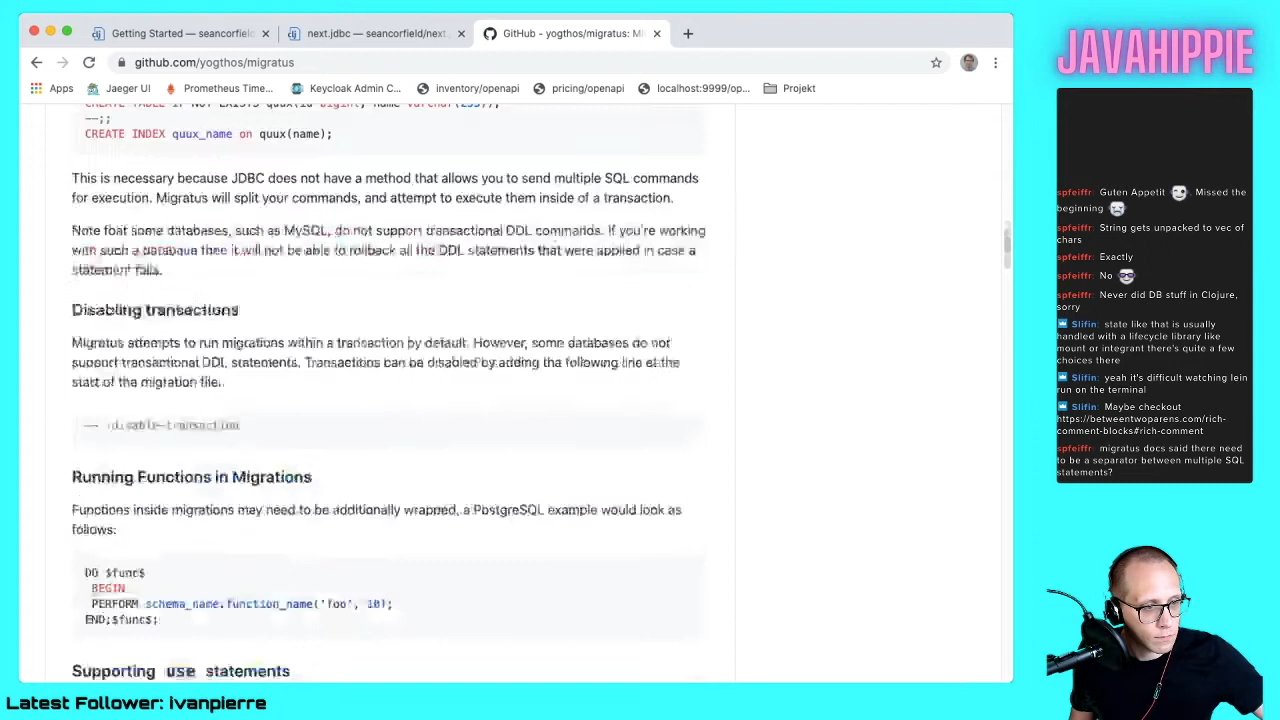 Getting Started — seancorfield
next.jdbc — seancorfield/next
GitHub - yogthos/migratus: Mi
github.com/yogthos/migratus
Apps
Jaeger UI
Prometheus Time...
Keycloak Admin C...
inventory/openapi
pricing/openapi
localhost:9999/op...
Projekt
CREATE TABLE IF NOT EXISTS quux(id bigint, name varchar(255));
--;;
CREATE INDEX quux_name on quux(name);
This is necessary because JDBC does not have a method that allows you to send multiple SQL commands
for execution. Migratus will split your commands, and attempt to execute them inside of a transaction.
Note that some databases, such as MySQL, do not support transactional DDL commands. If you're working
with such a database then it will not be able to rollback all the DDL statements that were applied in case a
statement fails.
Disabling transactions
Migratus attempts to run migrations within a transaction by default. However, some databases do not
support transactional DDL statements. Transactions can be disabled by adding the following line at the
start of the migration file:
-- :disable-transaction
Running Functions in Migrations
Functions inside migrations may need to be additionally wrapped, a PostgreSQL example would look as
follows:
DO $func$
BEGIN
PERFORM schema_name.function_name('foo', 10);
END;$func$;
Supporting use statements
JAVAHIPPIE
spfeiffr: Guten Appetit . Missed the
beginning
spfeiffr: String gets unpacked to vec of
chars
spfeiffr: Exactly
spfeiffr: No
spfeiffr: Never did DB stuff in Clojure,
sorry
Slifin: state like that is usually
handled with a lifecycle library like
mount or integrant there's quite a few
choices there
Slifin: yeah it's difficult watching lein
run on the terminal
Slifin: Maybe checkout
https://betweentwoparens.com/rich-
comment-blocks#rich-comment
spfeiffr: migratus docs said there need
to be a separator between multiple SQL
statements?
Latest Follower: ivanpierre